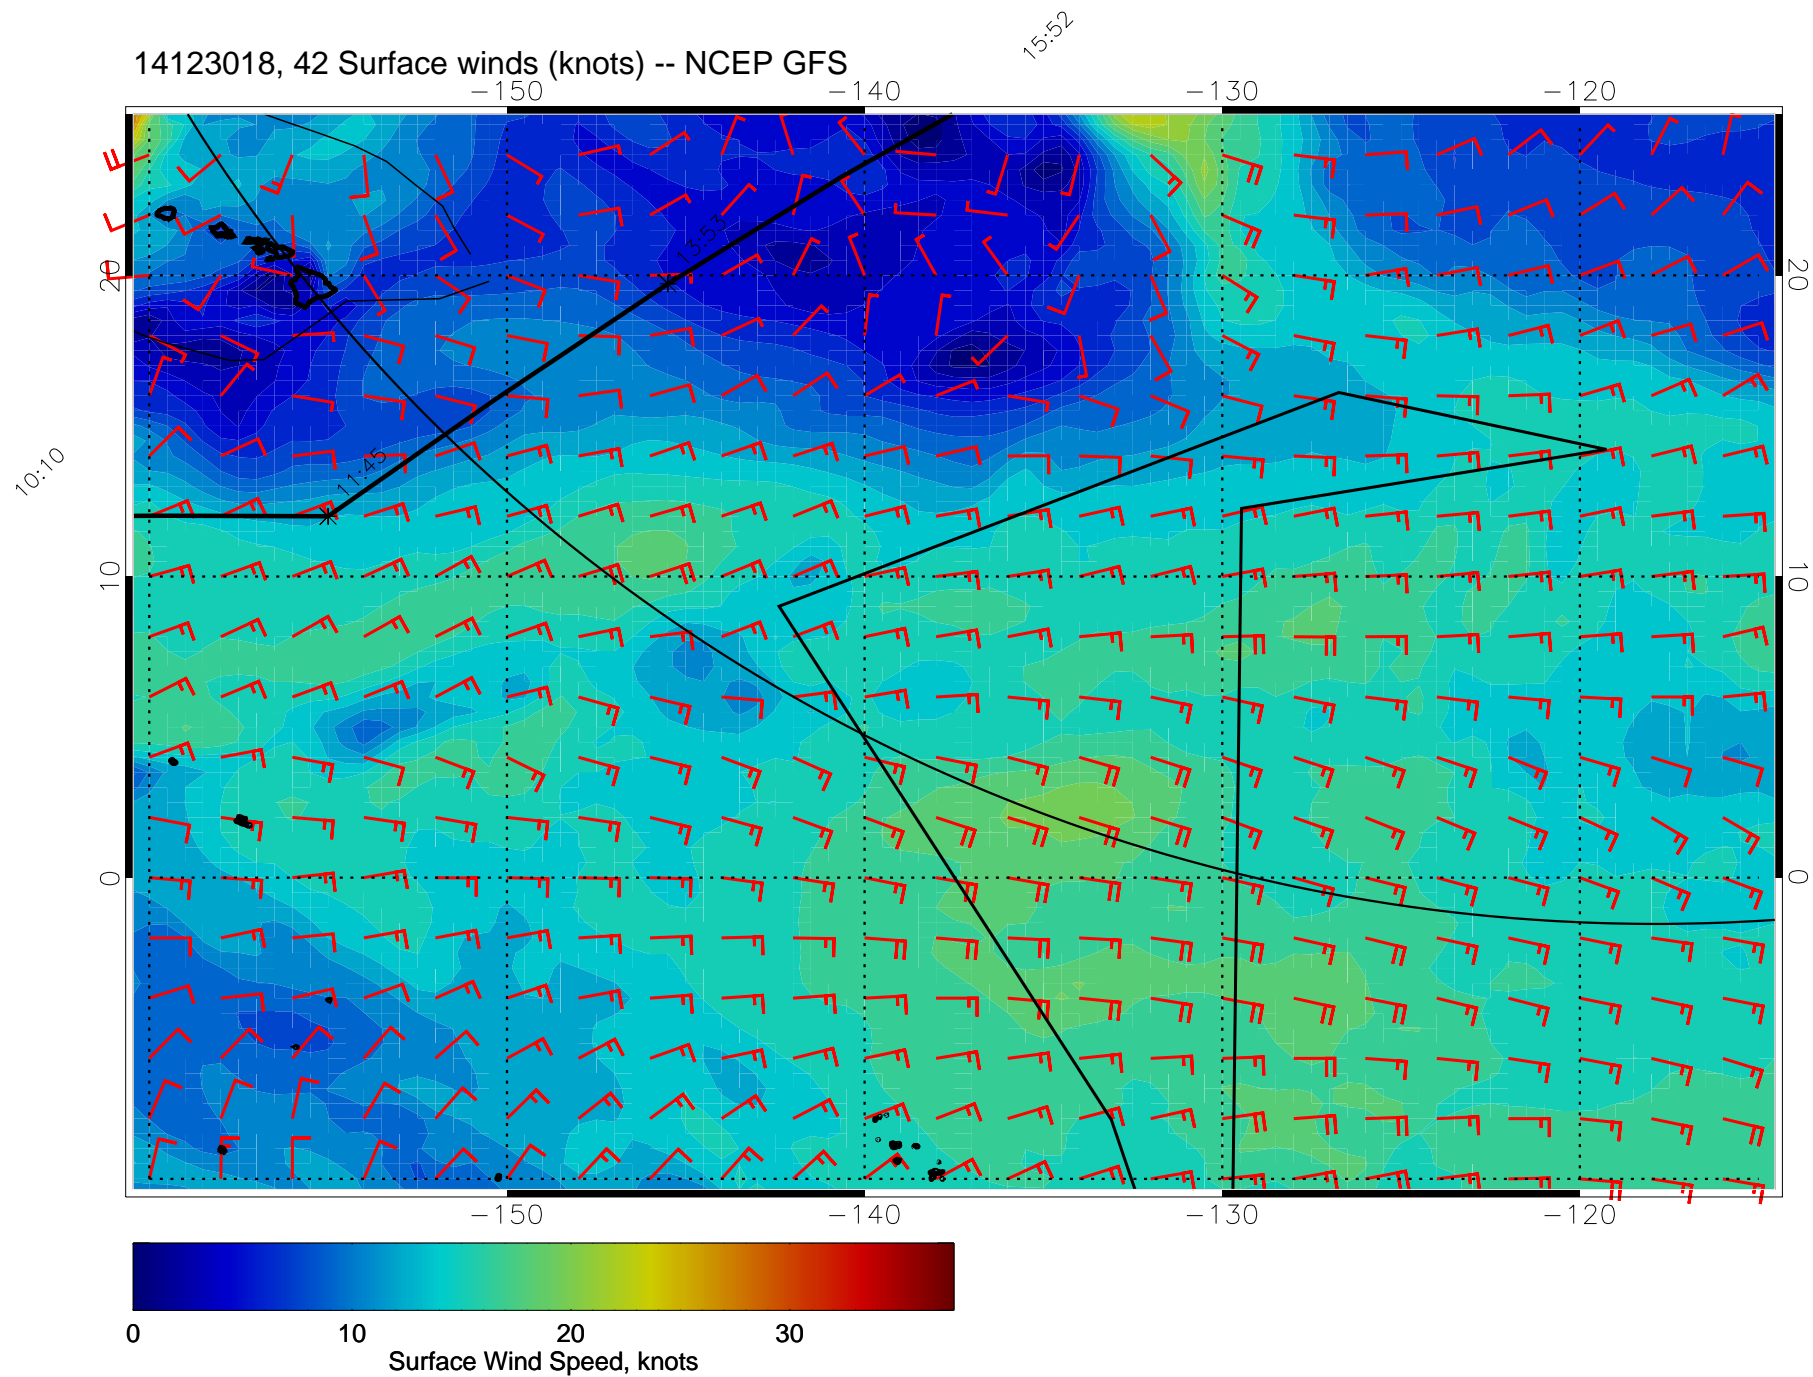 15:52
14123018, 42 Surface winds (knots) -- NCEP GFS
-150 -140 -130 -120
13:53
20 20
11:45
10:10
10 10
0 0
-150 -140 -130 -120
0 10 20 30
Surface Wind Speed, knots